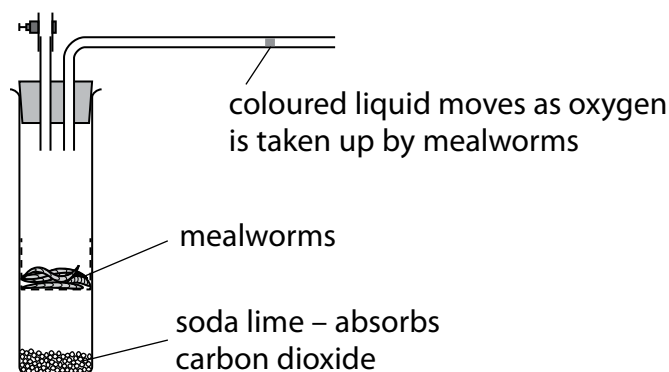 coloured liquid moves as oxygen
is taken up by mealworms
mealworms
soda lime – absorbs
carbon dioxide